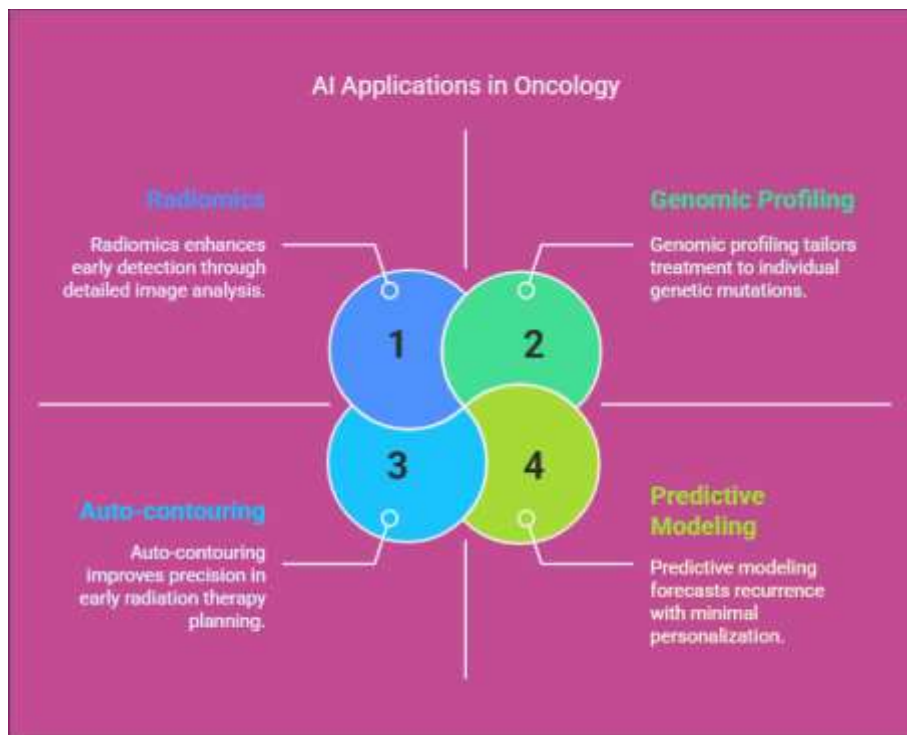 AI Applications in Oncology
Radiomics
Radiomics enhances
early detection through
detailed image analysis.
Genomic Profiling
Genomic profiling tailors
treatment to individual
genetic mutations.
1
2
3
4
Auto-contouring
Auto-contouring
improves precision in
early radiation therapy
planning.
Predictive
Modeling
Predictive modeling
forecasts recurrence
with minimal
personalization.